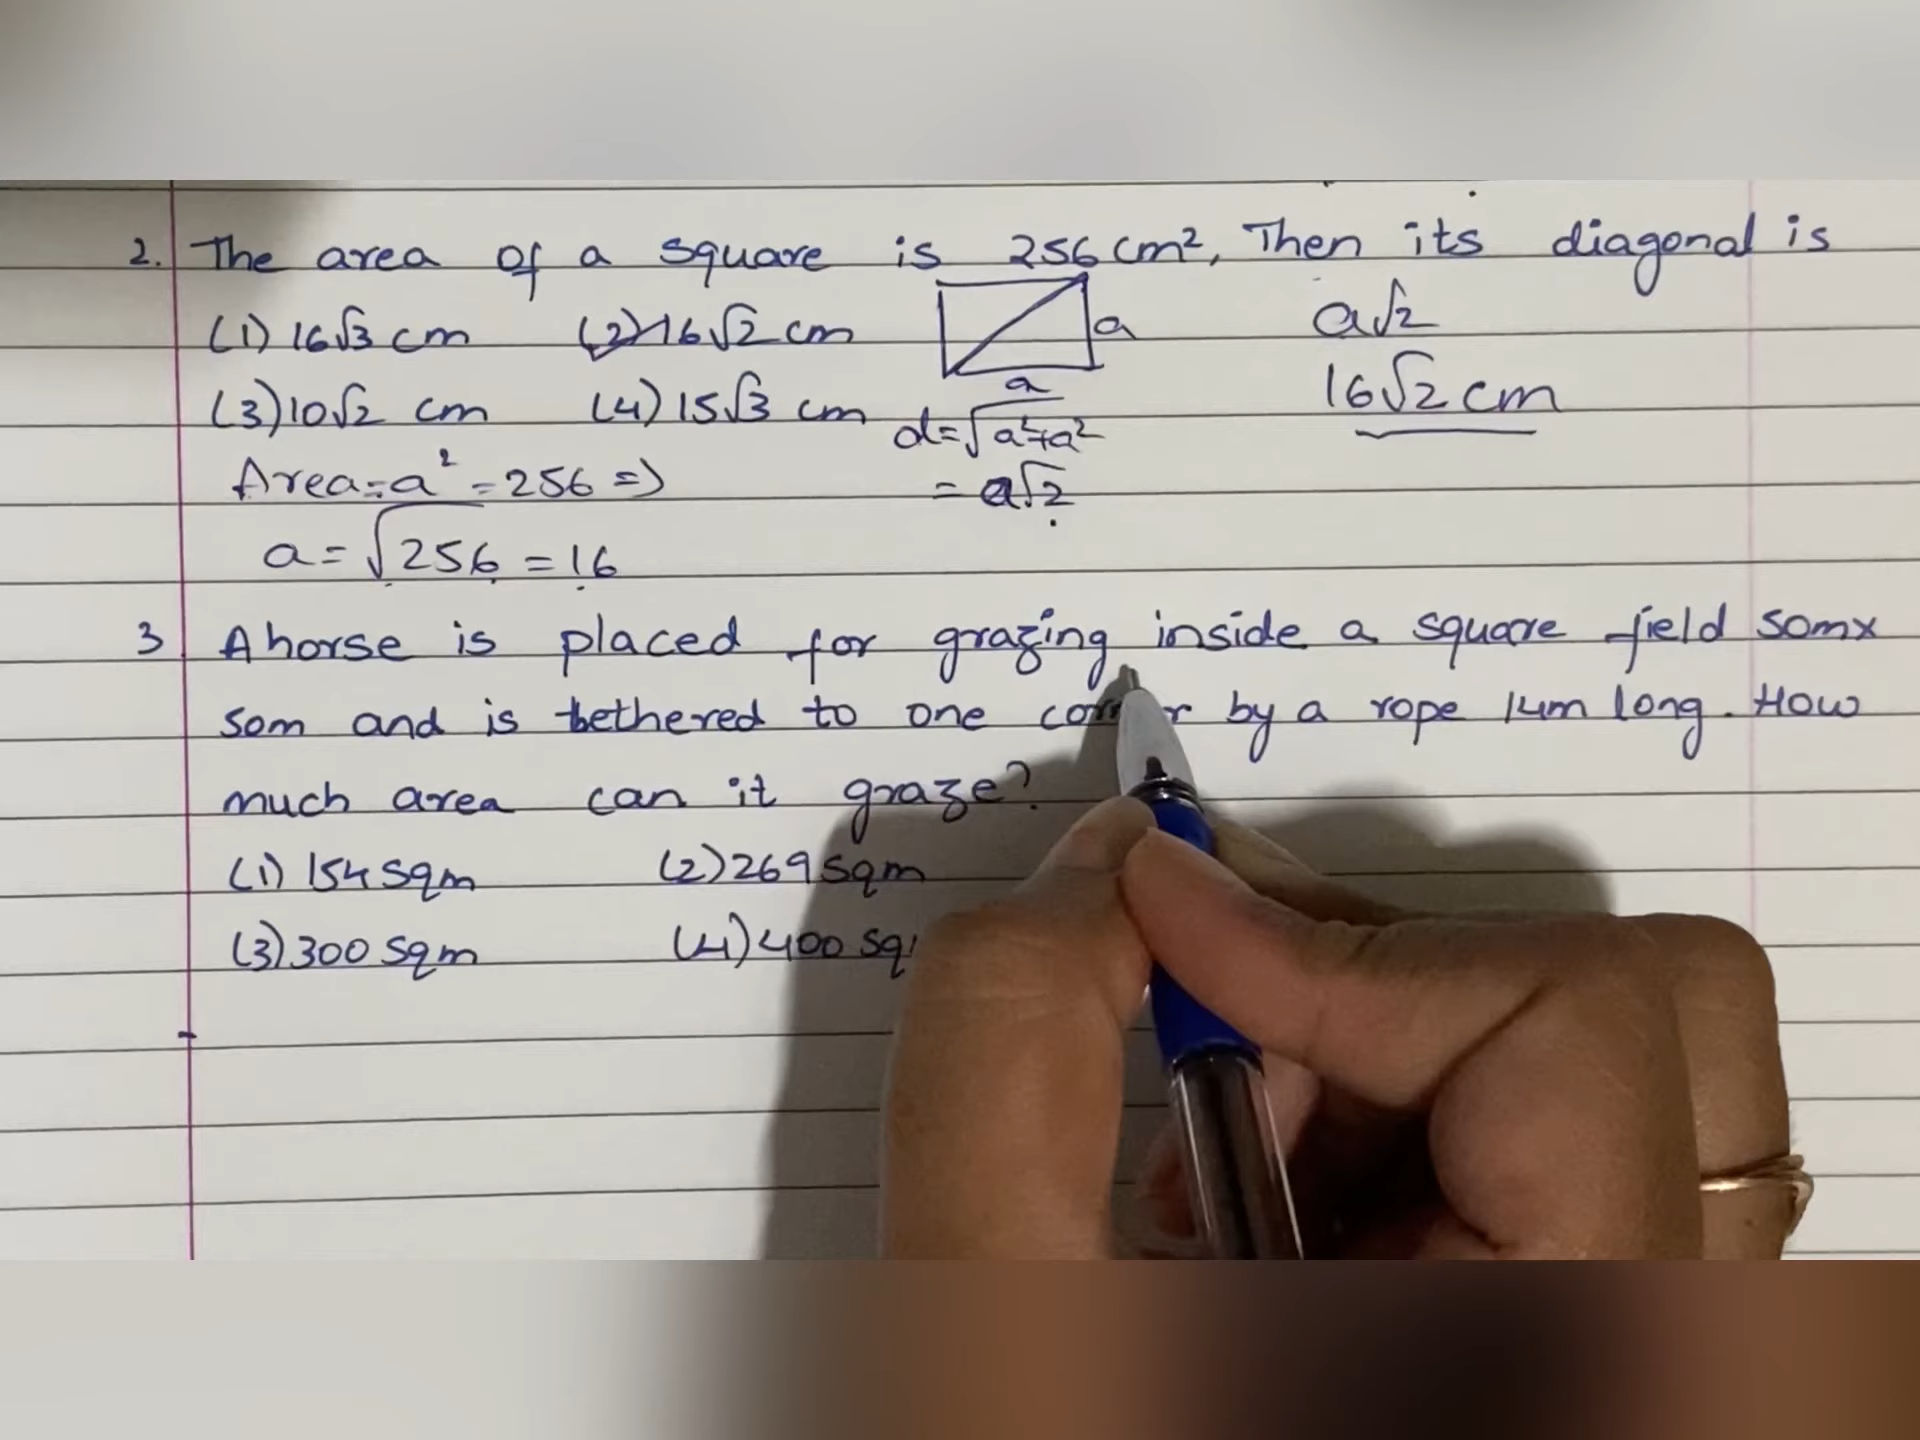 2. The area of a square is 256 cm², Then its diagonal is
(1) 16√3 cm (2) 16√2 cm a a√2
(3) 10√2 cm (4) 15√3 cm a 16√2 cm
d=√a²+a²
Area=a²=256 ⇒ = a√2
a=√256 = 16
3 A horse is placed for grazing inside a square field 50mx
50m and is tethered to one by a rope 14m long. How
much area can it graze?
(1) 154 sqm (2) 269 sqm
(3) 300 sqm (4) 400